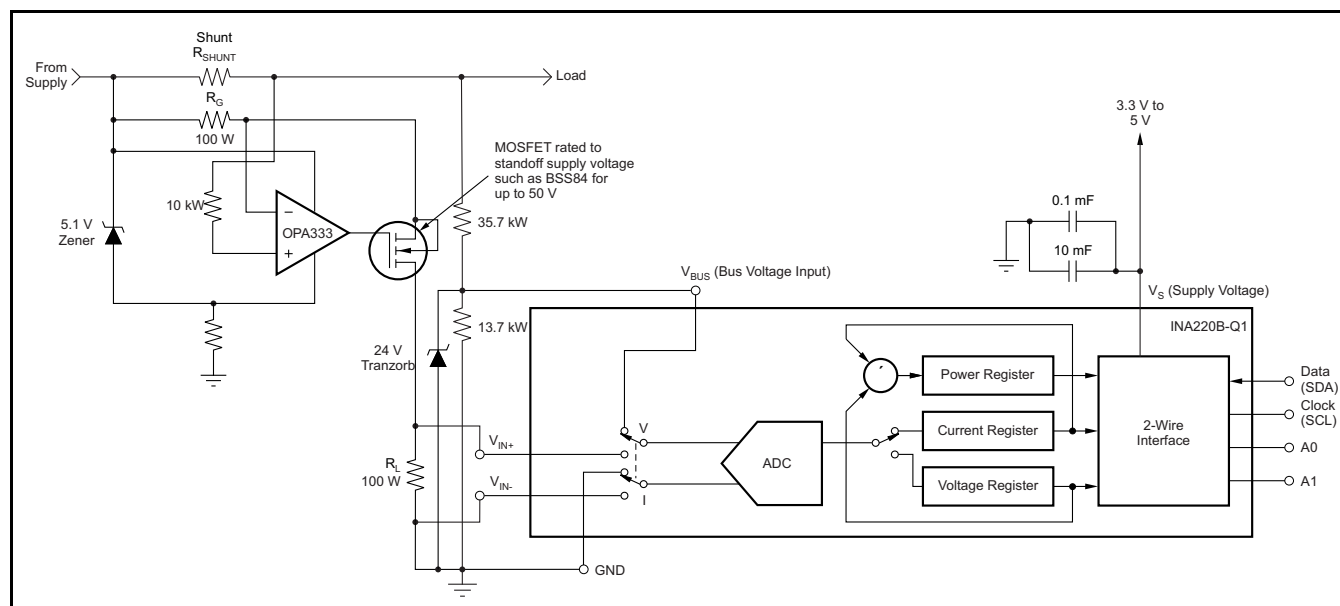 Shunt
RSHUNT
From
Supply
Load
RG
100 W
3.3 V to
5 V
MOSFET rated to
standoff supply voltage
such as BSS84 for
up to 50 V
10 kW
−
OPA333
+
5.1 V
Zener
35.7 kW
0.1 mF
10 mF
VBUS (Bus Voltage Input)
VS (Supply Voltage)
13.7 kW
INA220B-Q1
24 V
Tranzorb
´
Power Register
Data
(SDA)
Clock
(SCL)
V
Current Register
2-Wire
Interface
VIN+
ADC
A0
RL
100 W
VIN-
I
Voltage Register
A1
GND